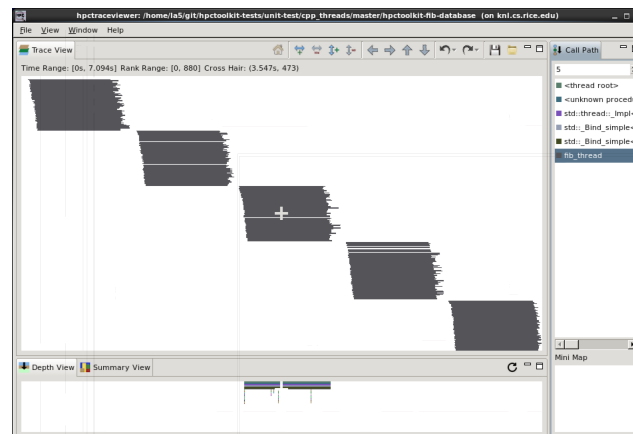 hpctraceviewer: /home/la5/git/hpctoolkit-tests/unit-test/cpp_threads/master/hpctoolkit-fib-database (on knl.cs.rice.edu)
File View Window Help
Trace View
Time Range: [0s, 7.094s] Rank Range: [0, 880] Cross Hair: (3.547s, 473)
Call Path
5
<thread root>
<unknown procedu
std::thread::_Impl<
std::_Bind_simple<
std::_Bind_simple<
fib_thread
Mini Map
Depth View Summary View